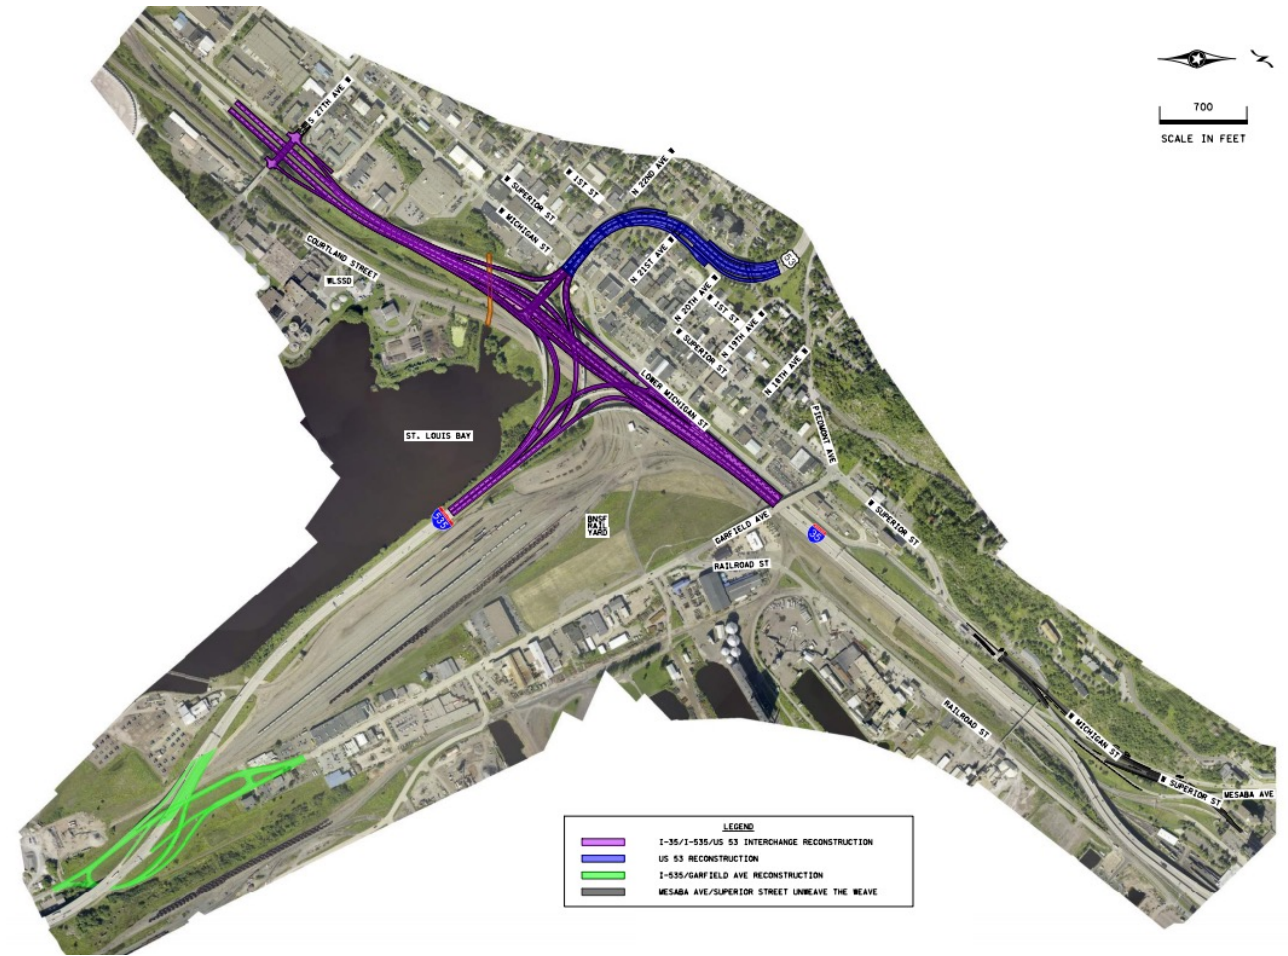 700
SCALE IN FEET
S 27TH AVE W
W 1ST ST
N 22ND AVE W
W SUPERIOR ST
W MICHIGAN ST
COURTLAND STREET
WLSSD
N 21ST AVE W
53
N 20TH AVE W
W 1ST ST
N 19TH AVE W
W SUPERIOR ST
N 18TH AVE W
LOWER MICHIGAN ST
PIEDMONT AVE
ST. LOUIS BAY
535
BNSF
RAIL
YARD
GARFIELD AVE
35
W SUPERIOR ST
RAILROAD ST
RAILROAD ST
W MICHIGAN ST
W SUPERIOR ST
MESABA AVE
LEGEND
I-35/I-535/US 53 INTERCHANGE RECONSTRUCTION
US 53 RECONSTRUCTION
I-535/GARFIELD AVE RECONSTRUCTION
MESABA AVE/SUPERIOR STREET UNWEAVE THE WEAVE